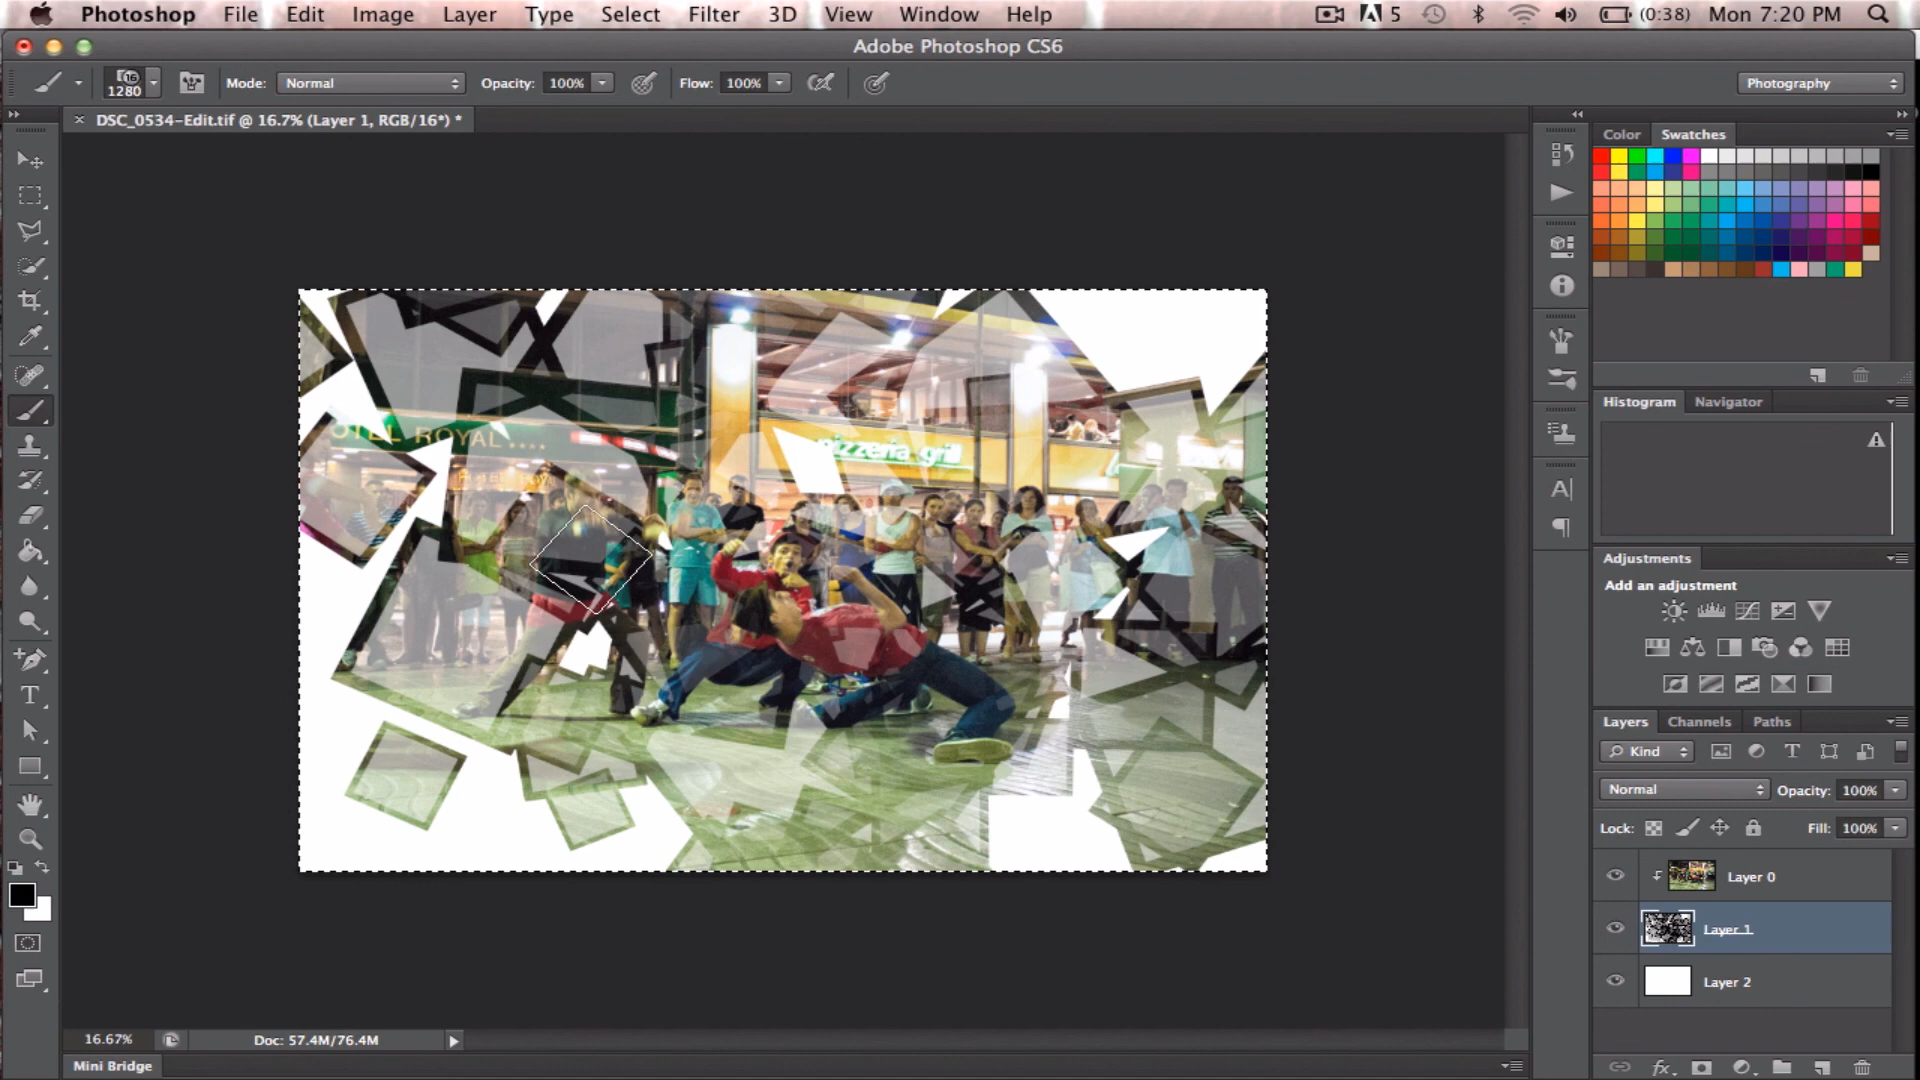 Photoshop File Edit Image Layer Type Select Filter 3D View Window Help 5 (0:38) Mon 7:20 PM
Adobe Photoshop CS6
16
1280 Mode: Normal Opacity: 100% Flow: 100% Photography
× DSC_0534-Edit.tif @ 16.7% (Layer 1, RGB/16*) *
Color Swatches
Histogram Navigator
OTEL ROYAL ****
pizzeria grill
Adjustments
Add an adjustment
Layers Channels Paths
Kind
Normal Opacity: 100%
Lock: Fill: 100%
Layer 0
Layer 1
Layer 2
16.67% Doc: 57.4M/76.4M
Mini Bridge